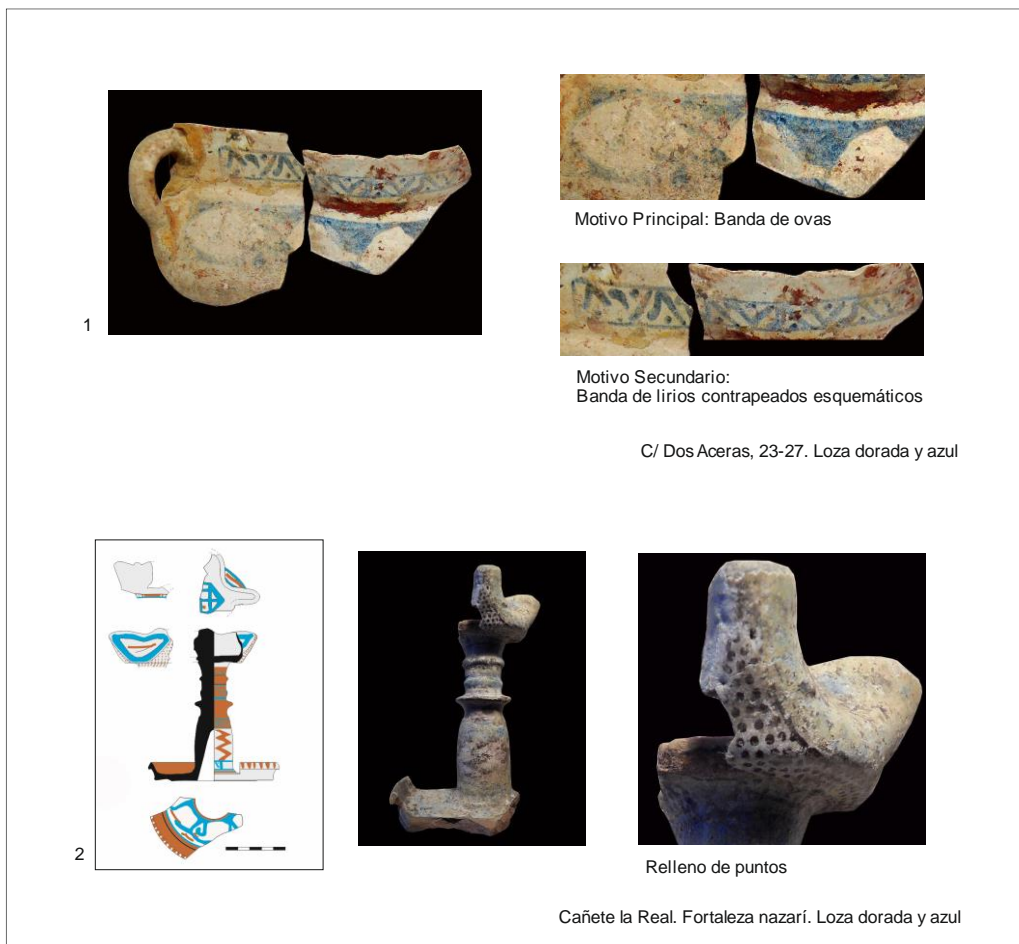 Motivo Principal: Banda de ovas
1
Motivo Secundario:
Banda de lirios contrapeados esquemáticos
C/ Dos Aceras, 23-27. Loza dorada y azul
2
Relleno de puntos
Cañete la Real. Fortaleza nazarí. Loza dorada y azul